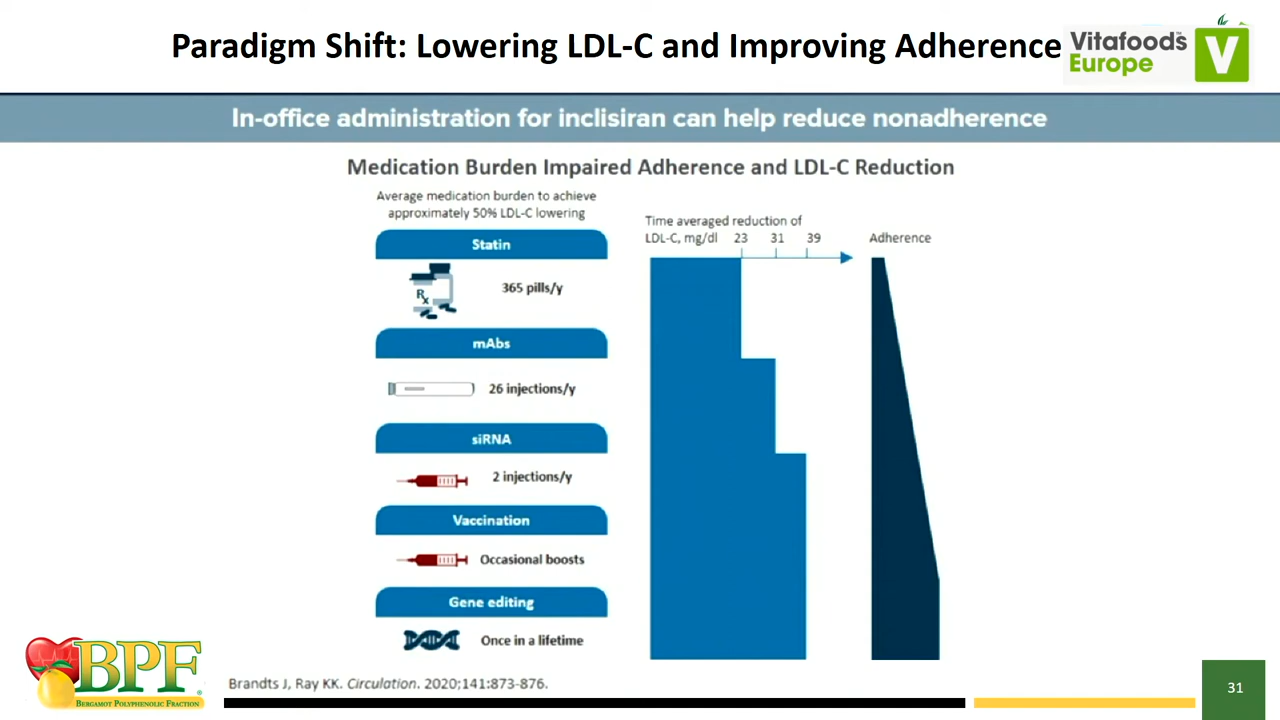 Paradigm Shift: Lowering LDL-C and Improving Adherence
Vitafoods™
Europe
V
In-office administration for inclisiran can help reduce nonadherence
Medication Burden Impaired Adherence and LDL-C Reduction
Average medication burden to achieve
approximately 50% LDL-C lowering
Time averaged reduction of
LDL-C, mg/dl 23 31 39
Adherence
Statin
Rx
365 pills/y
mAbs
26 injections/y
siRNA
2 injections/y
Vaccination
Occasional boosts
Gene editing
Once in a lifetime
BPF®
BERGAMOT POLYPHENOLIC FRACTION
Brandts J, Ray KK. Circulation. 2020;141:873-876.
31